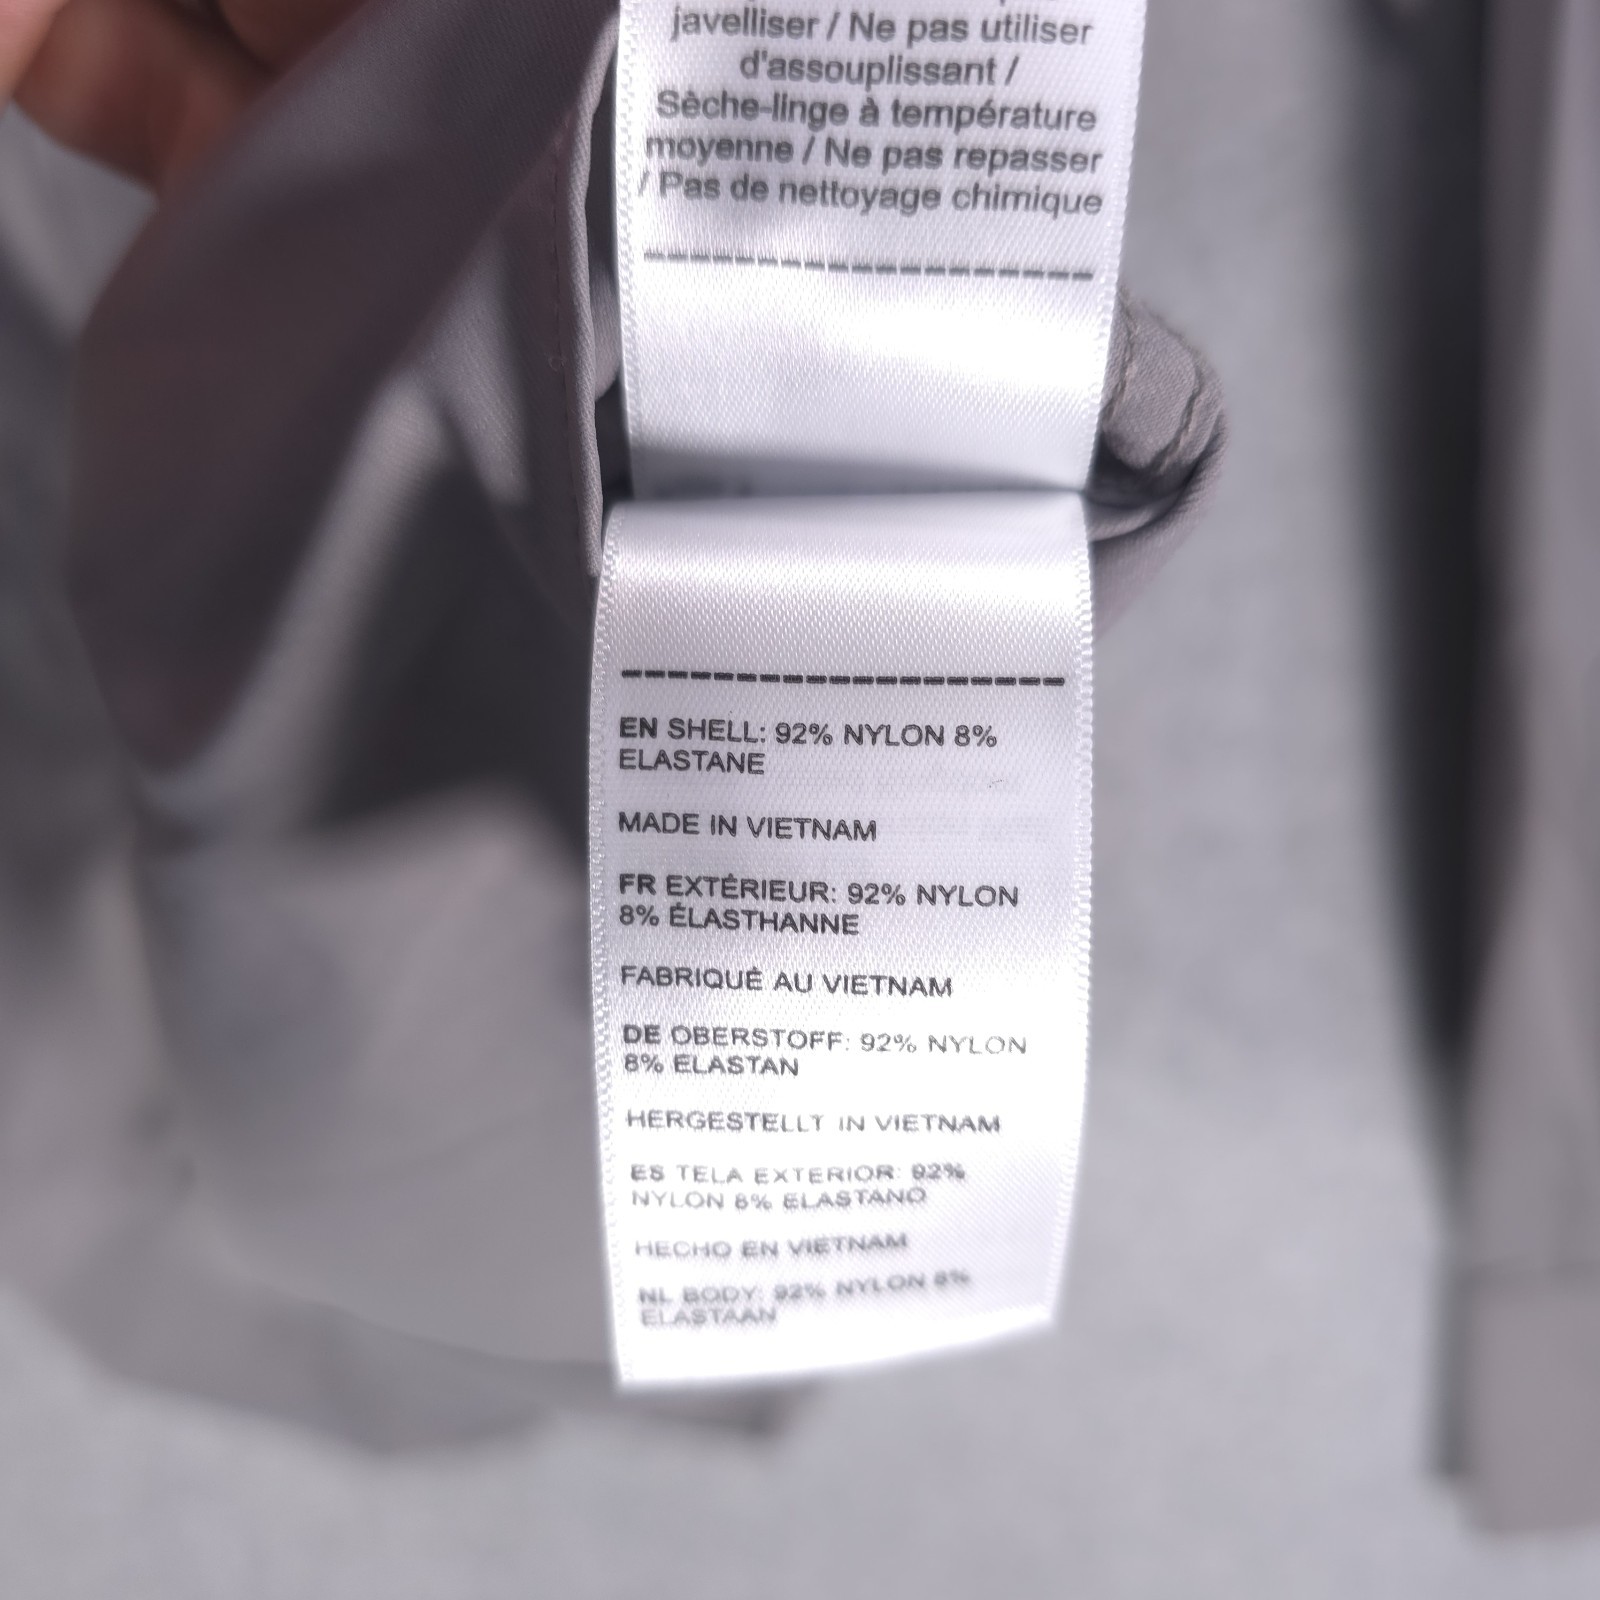 javelliser / Ne pas utiliser
d'assouplissant /
Sèche-linge à température
moyenne / Ne pas repasser
/ Pas de nettoyage chimique
EN SHELL: 92% NYLON 8%
ELASTANE
MADE IN VIETNAM
FR EXTÉRIEUR: 92% NYLON
8% ÉLASTHANNE
FABRIQUÉ AU VIETNAM
DE OBERSTOFF: 92% NYLON
8% ELASTAN
HERGESTELLT IN VIETNAM
ES TELA EXTERIOR: 92%
NYLON 8% ELASTANO
HECHO EN VIETNAM
NL BODY: 92% NYLON 8%
ELASTAAN